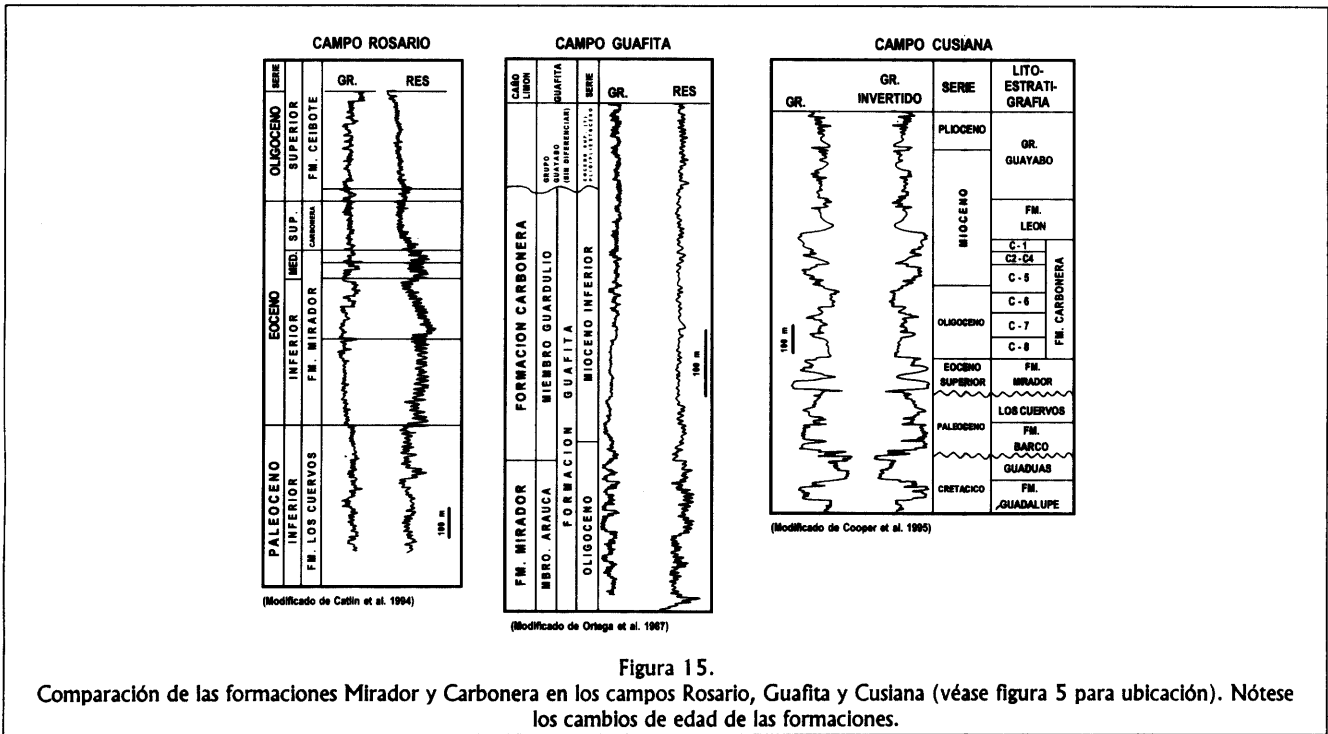 CAMPO ROSARIO
SERIE
GR.
RES
OLIGOCENO
SUPERIOR
FM. CEIBOTE
EOCENO
SUP.
CARBONERA
MED.
INFERIOR
FM. MIRADOR
PALEOCENO
INFERIOR
FM. LOS CUERVOS
100 m
(Modificado de Catlin et al. 1994)
CAMPO GUAFITA
CAÑO LIMON
GUAFITA
SERIE
GR.
RES
GRUPO
GUAYABO
(SIN DIFERENCIAR)
FORMACION CARBONERA
MIEMBRO GUARDULIO
FORMACION GUAFITA
MIOCENO INFERIOR
FM. MIRADOR
MBRO. ARAUCA
OLIGOCENO
100 m
(Modificado de Ortega et al. 1987)
CAMPO CUSIANA
GR.
GR.
INVERTIDO
SERIE
LITO-
ESTRATI-
GRAFIA
PLIOCENO
GR.
GUAYABO
MIOCENO
FM.
LEON
C-1
C2-C4
C-5
C-6
C-7
C-8
FM. CARBONERA
OLIGOCENO
100 m
EOCENO
SUPERIOR
FM.
MIRADOR
PALEOCENO
LOS CUERVOS
FM.
BARCO
CRETACICO
GUADUAS
FM.
GUADALUPE
(Modificado de Cooper et al. 1995)
Figura 15.
Comparación de las formaciones Mirador y Carbonera en los campos Rosario, Guafita y Cusiana (véase figura 5 para ubicación). Nótese
los cambios de edad de las formaciones.